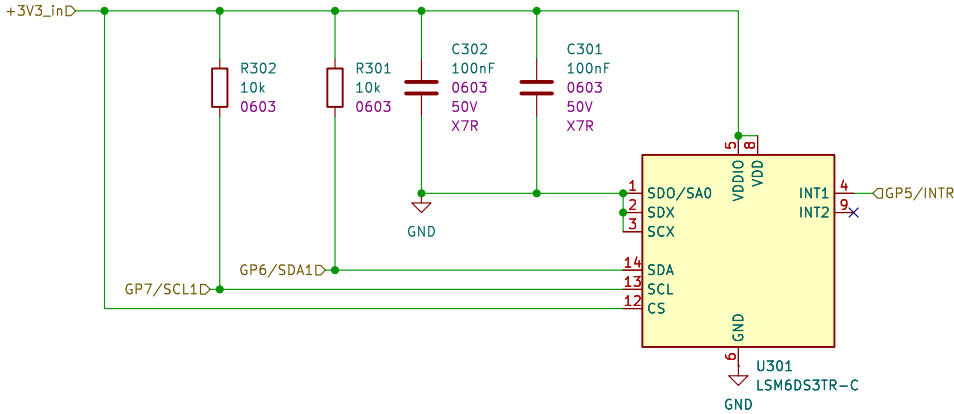 +3V3_in
R302
10k
0603
R301
10k
0603
C302
100nF
0603
50V
X7R
C301
100nF
0603
50V
X7R
GND
GP6/SDA1
GP7/SCL1
5
8
VDDIO
VDD
1
SDO/SA0
2
SDX
3
SCX
14
SDA
13
SCL
12
CS
INT1
4
GP5/INTR
INT2
9
GND
6
U301
LSM6DS3TR-C
GND